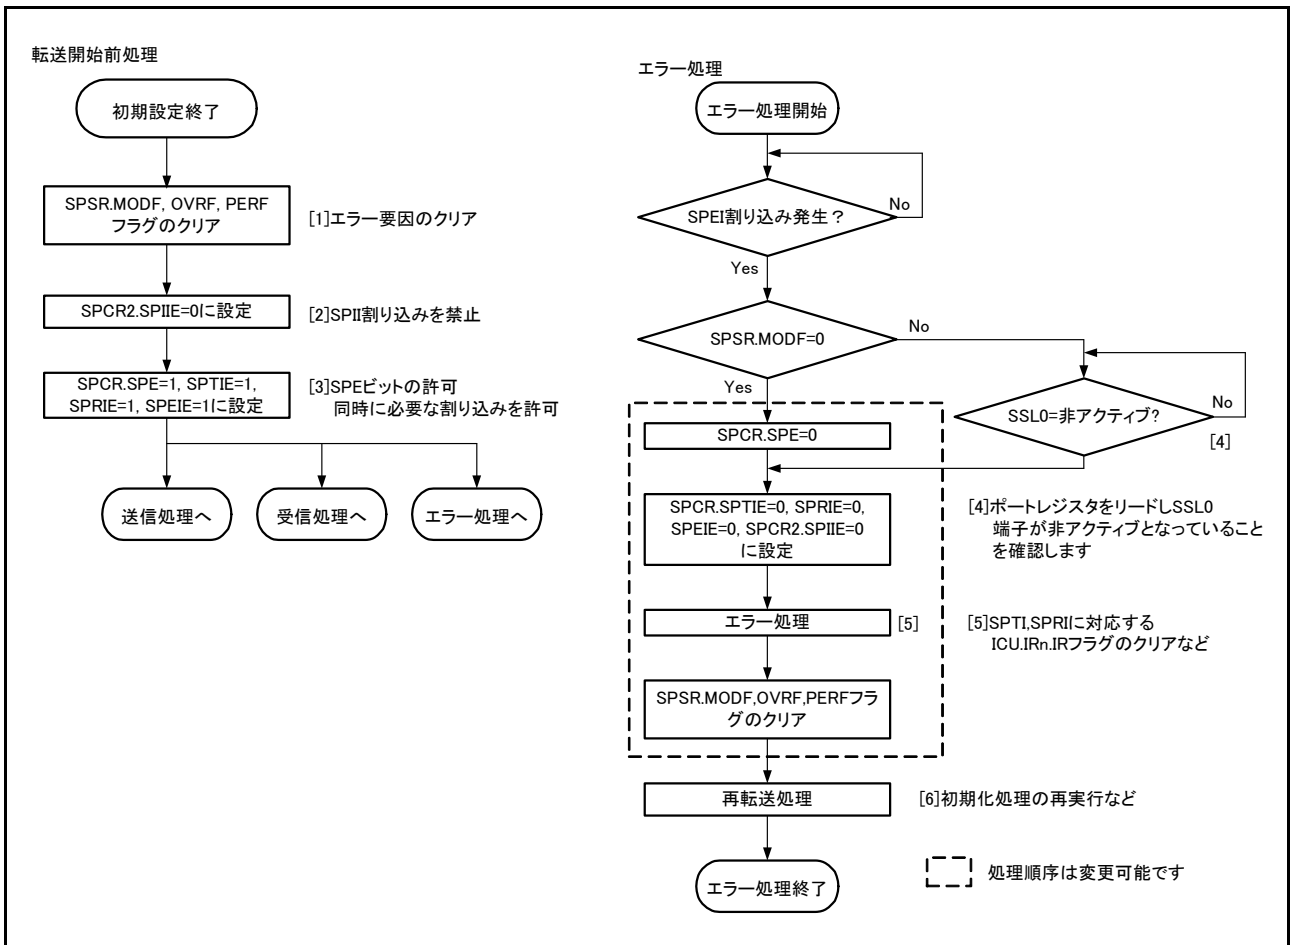 転送開始前処理
初期設定終了
SPSR.MODF, OVRF, PERF
フラグのクリア
[1]エラー要因のクリア
SPCR2.SPIIE=0に設定
[2]SPII割り込みを禁止
SPCR.SPE=1, SPTIE=1,
SPRIE=1, SPEIE=1に設定
[3]SPEビットの許可
同時に必要な割り込みを許可
送信処理へ
受信処理へ
エラー処理へ
エラー処理
エラー処理開始
SPEI割り込み発生？
No
Yes
SPSR.MODF=0
No
Yes
SSL0=非アクティブ?
No
[4]
SPCR.SPE=0
SPCR.SPTIE=0, SPRIE=0,
SPEIE=0, SPCR2.SPIIE=0
に設定
[4]ポートレジスタをリードしSSL0
端子が非アクティブとなっていること
を確認します
エラー処理
[5]
[5]SPTI,SPRIに対応する
ICU.IRn.IRフラグのクリアなど
SPSR.MODF,OVRF,PERFフラ
グのクリア
再転送処理
[6]初期化処理の再実行など
エラー処理終了
処理順序は変更可能です